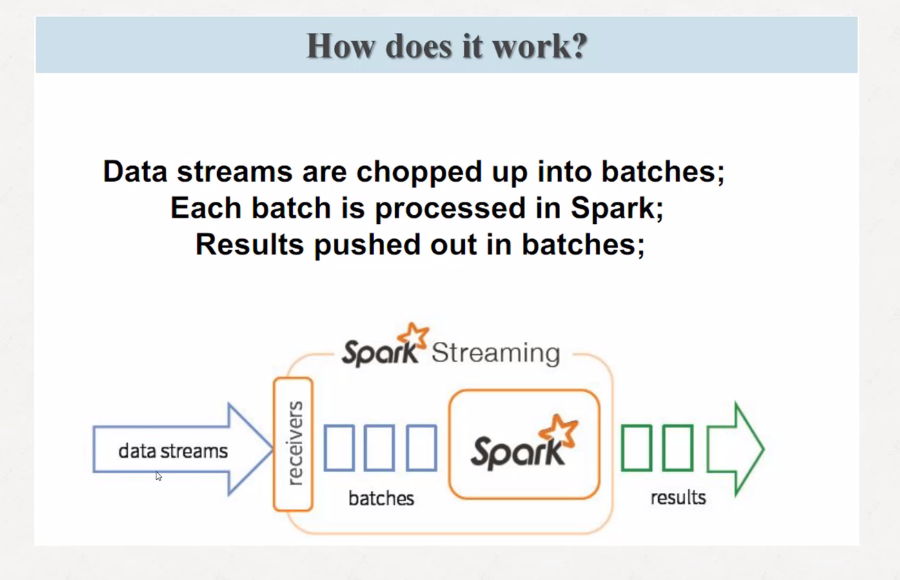 How does it work?
Data streams are chopped up into batches;
Each batch is processed in Spark;
Results pushed out in batches;
Spark Streaming
data streams
receivers
batches
Spark
results